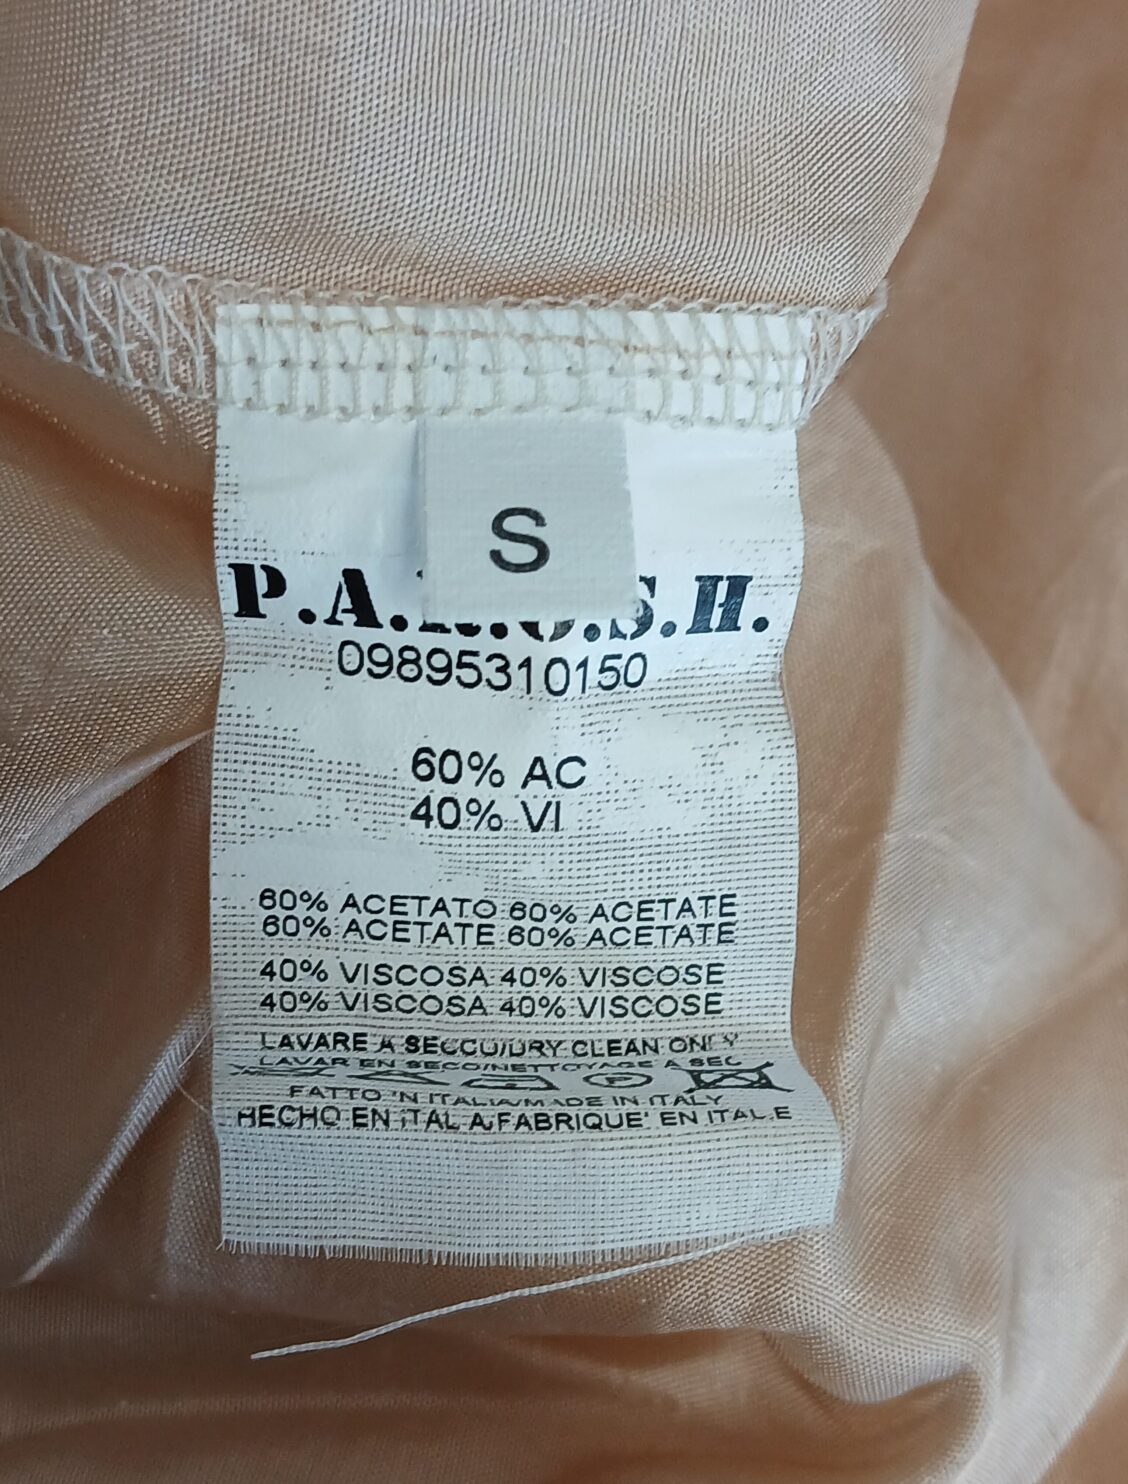 S
P.A.R.O.S.H.
09895310150
60% AC
40% VI
60% ACETATO 60% ACETATE
60% ACETATE 60% ACETATE
40% VISCOSA 40% VISCOSE
40% VISCOSA 40% VISCOSE
LAVARE A SECCO/DRY CLEAN ONLY
LAVAR EN SECO/NETTOYAGE A SEC
P
FATTO IN ITALIA/MADE IN ITALY
HECHO EN ITALIA/FABRIQUE' EN ITALIE